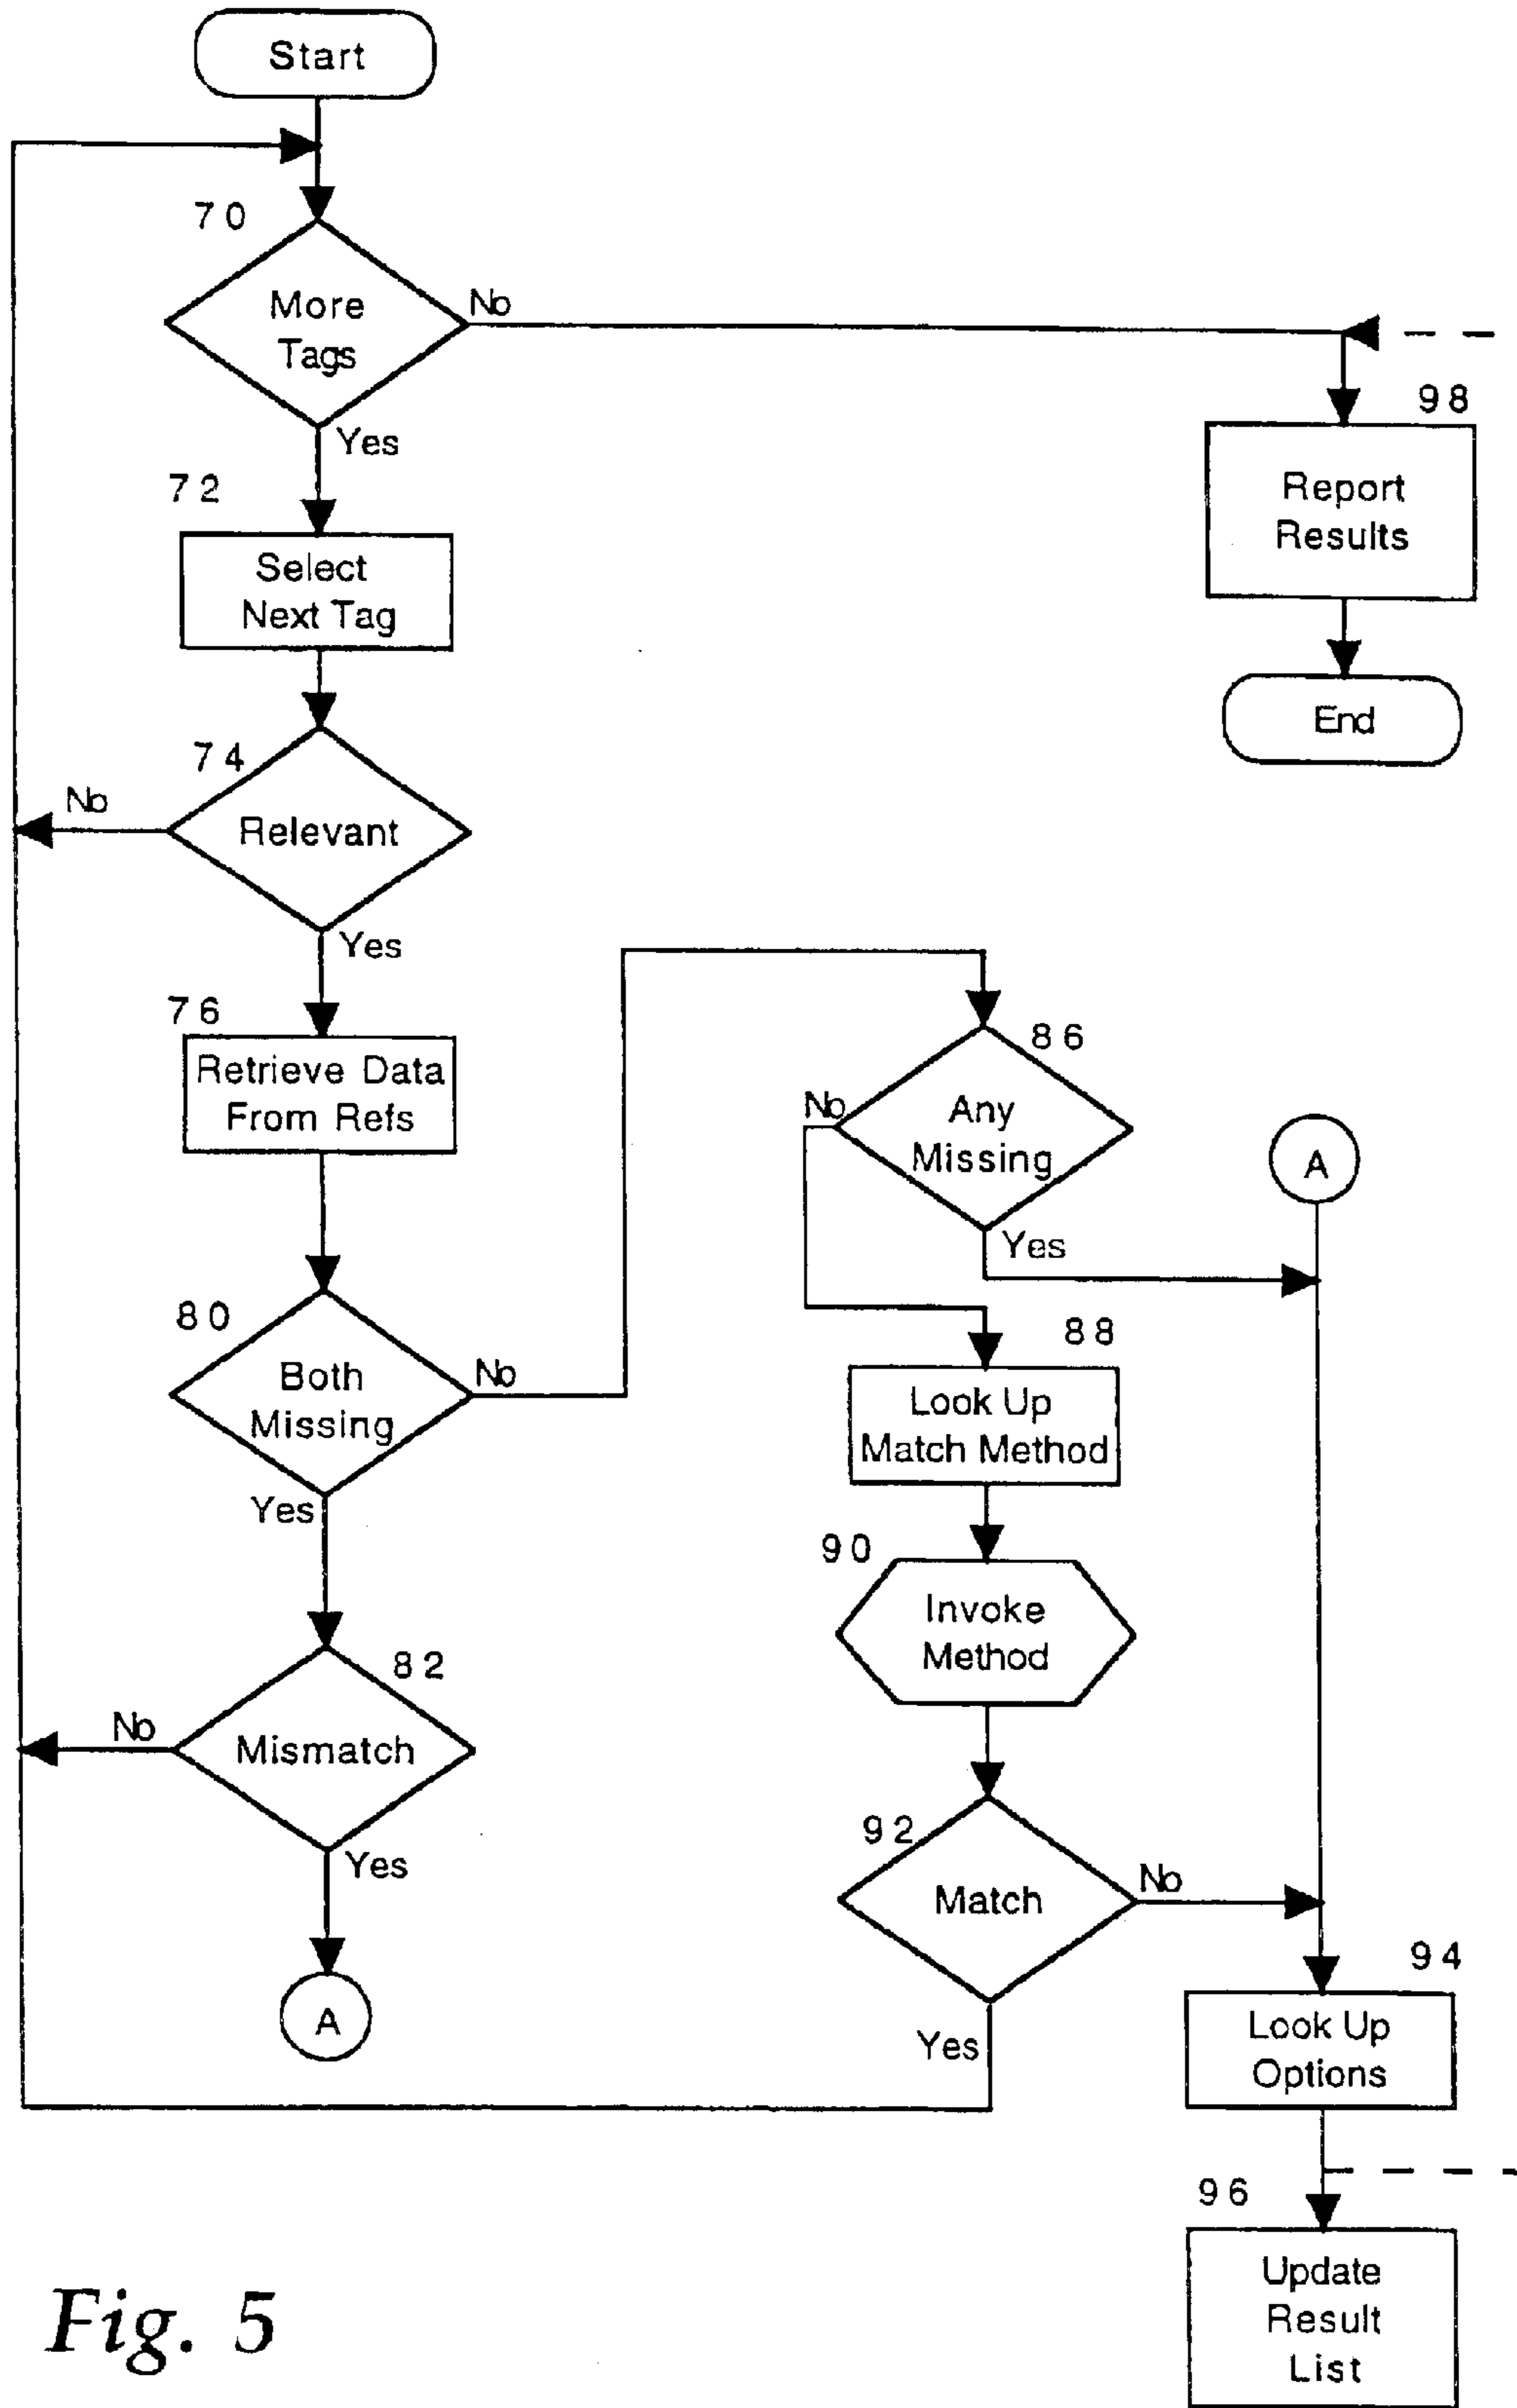 Start
70
More
Tags
No
Yes
98
Report
Results
End
72
Select
Next Tag
74
No
Relevant
Yes
76
Retrieve Data
From Refs
86
No
Any
Missing
Yes
A
80
Both
Missing
No
Yes
88
Look Up
Match Method
90
Invoke
Method
82
No
Mismatch
Yes
A
92
Match
No
Yes
94
Look Up
Options
96
Update
Result
List
Fig. 5